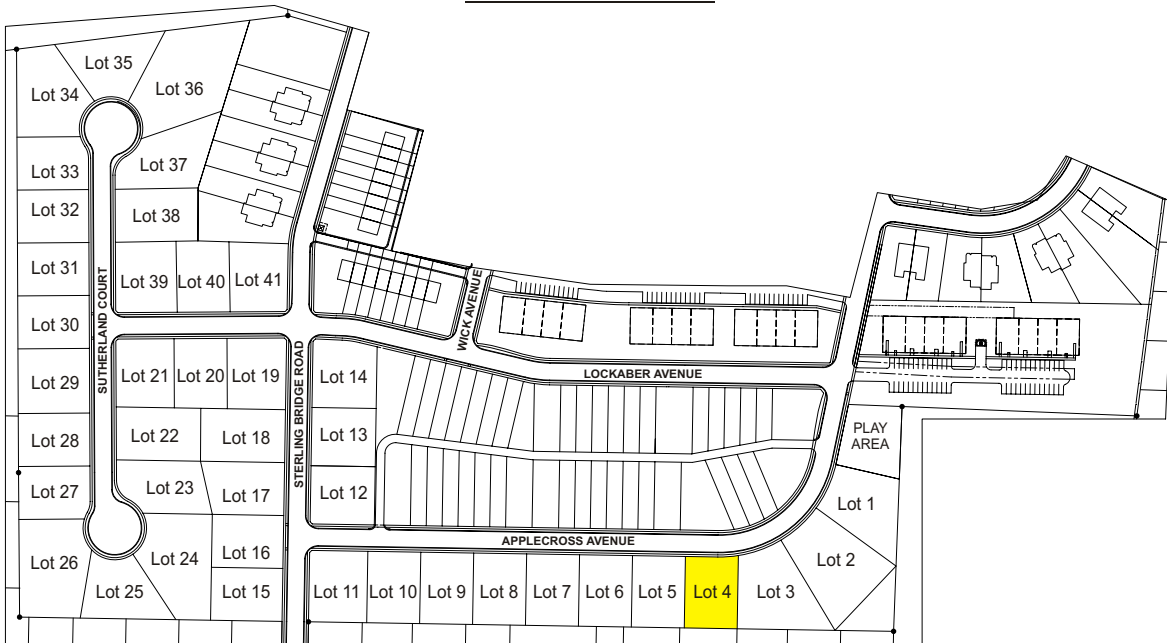 Lot 35
Lot 34
Lot 36
Lot 33
Lot 37
Lot 32
Lot 38
Lot 31
Lot 39
Lot 40
Lot 41
Lot 30
SUTHERLAND COURT
WICK AVENUE
LOCKABER AVENUE
STERLING BRIDGE ROAD
Lot 29
Lot 21
Lot 20
Lot 19
Lot 14
Lot 28
Lot 22
Lot 18
Lot 13
PLAY
AREA
Lot 27
Lot 23
Lot 17
Lot 12
Lot 1
APPLECROSS AVENUE
Lot 26
Lot 24
Lot 16
Lot 2
Lot 25
Lot 15
Lot 11
Lot 10
Lot 9
Lot 8
Lot 7
Lot 6
Lot 5
Lot 4
Lot 3